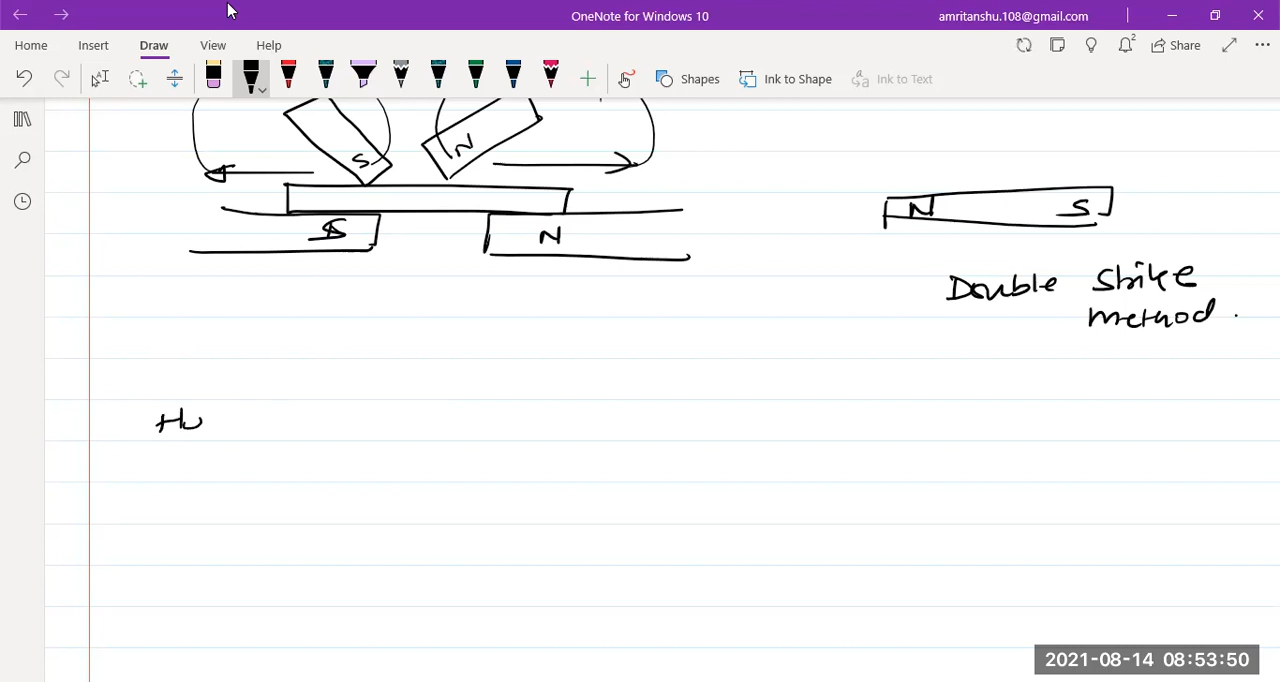 OneNote for Windows 10
amritanshu.108@gmail.com
Home Insert Draw View Help
2
Share
Shapes Ink to Shape Ink to Text
S N
S N
N S
Double Strike
method.
2021-08-14 08:53:50